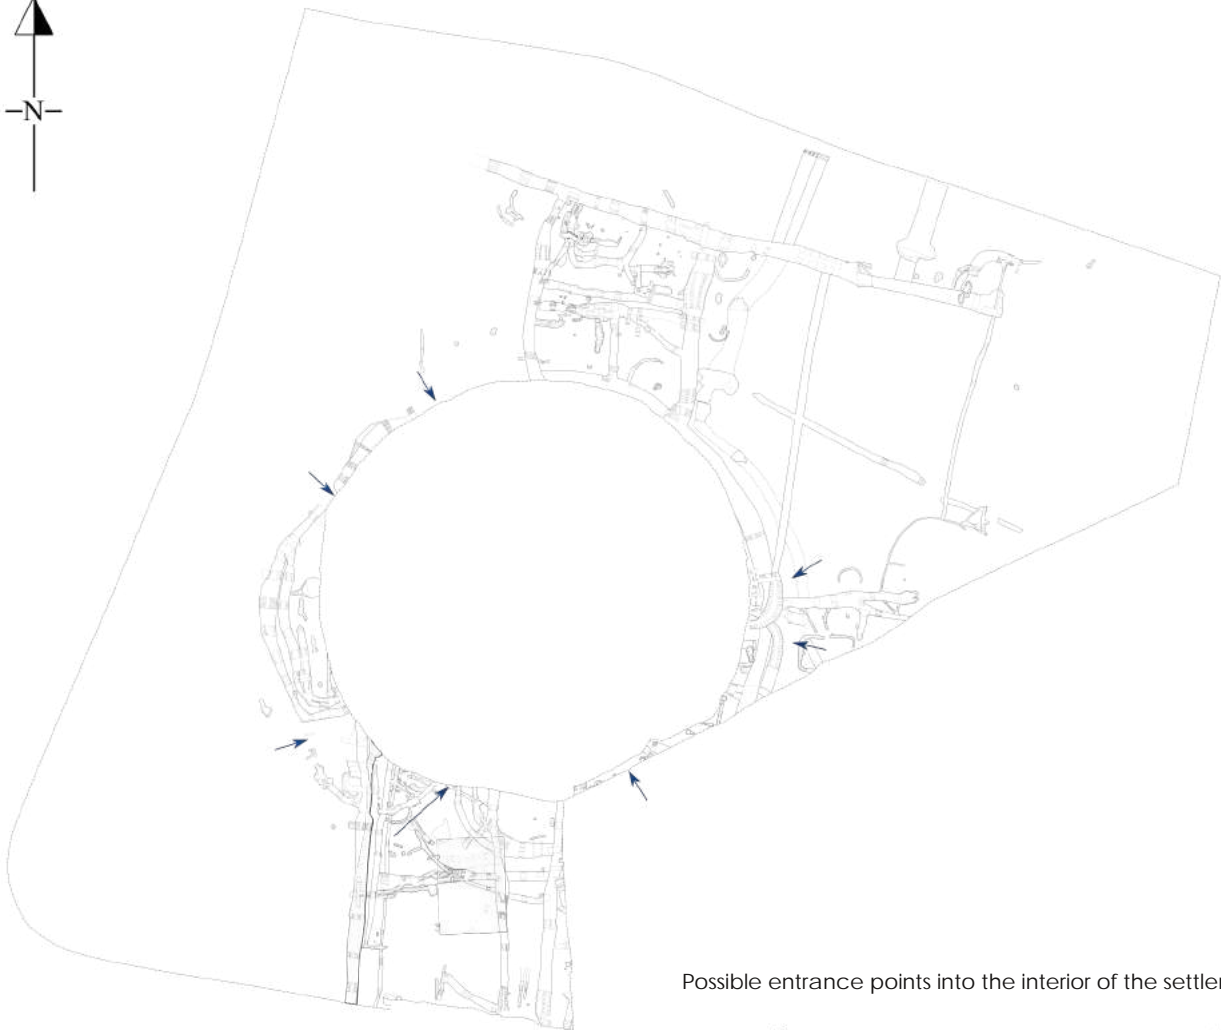 -N-
Possible entrance points into the interior of the settler